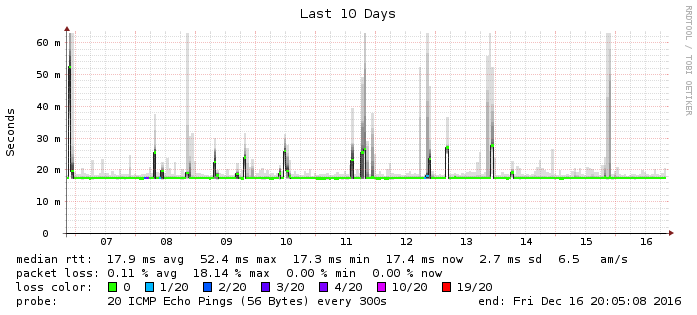 Last 10 Days
RRDTOOL / TOBI OETIKER
Seconds
60 m
50 m
40 m
30 m
20 m
10 m
0
07 08 09 10 11 12 13 14 15 16
median rtt: 17.9 ms avg 52.4 ms max 17.3 ms min 17.4 ms now 2.7 ms sd 6.5 am/s
packet loss: 0.11 % avg 18.14 % max 0.00 % min 0.00 % now
loss color: 0 1/20 2/20 3/20 4/20 10/20 19/20
probe: 20 ICMP Echo Pings (56 Bytes) every 300s end: Fri Dec 16 20:05:08 2016